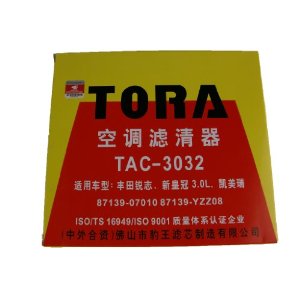 TORA
空调滤清器
TAC-3032
适用车型：丰田锐志、新皇冠 3.0L、凯美瑞
87139-07010 87139-YZZ08
ISO/TS 16949/ISO 9001 质量体系认证企业
(中外合资)佛山市豹王滤芯制造有限公司